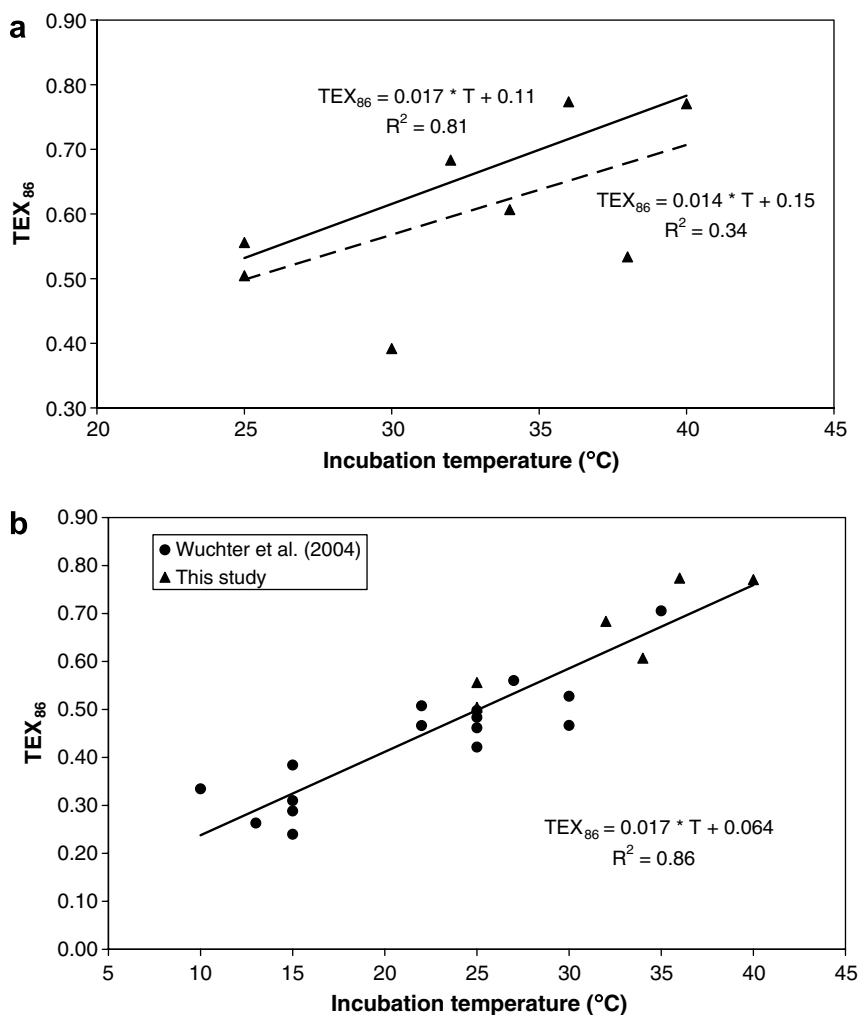 a
0.90
0.80
0.70
0.60
0.50
0.40
0.30
TEX86
TEX86 = 0.017 * T + 0.11
R2 = 0.81
TEX86 = 0.014 * T + 0.15
R2 = 0.34
20 25 30 35 40 45
Incubation temperature (°C)
b
0.90
0.80
0.70
0.60
0.50
0.40
0.30
0.20
0.10
0.00
TEX86
Wuchter et al. (2004)
This study
TEX86 = 0.017 * T + 0.064
R2 = 0.86
5 10 15 20 25 30 35 40 45
Incubation temperature (°C)